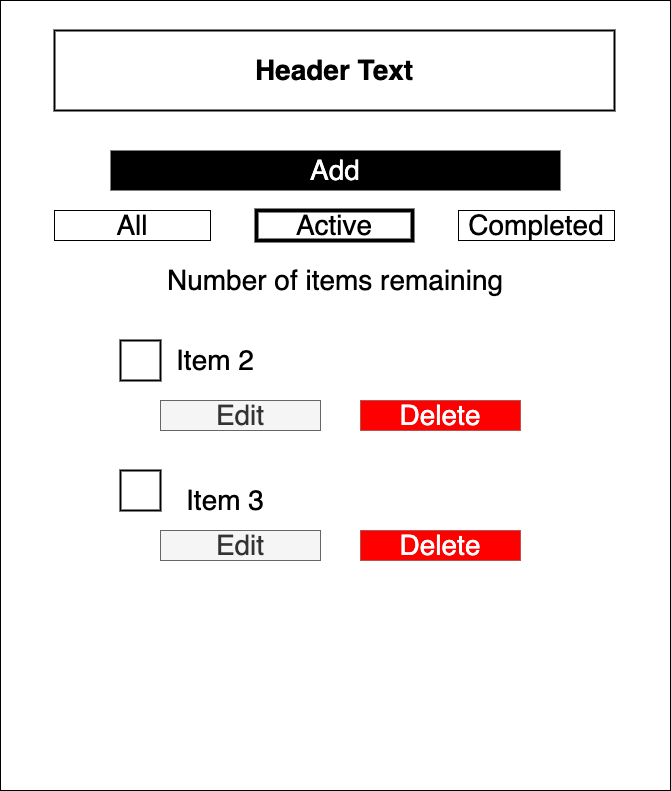 Header Text
Add
All
Active
Completed
Number of items remaining
Item 2
Edit
Delete
Item 3
Edit
Delete